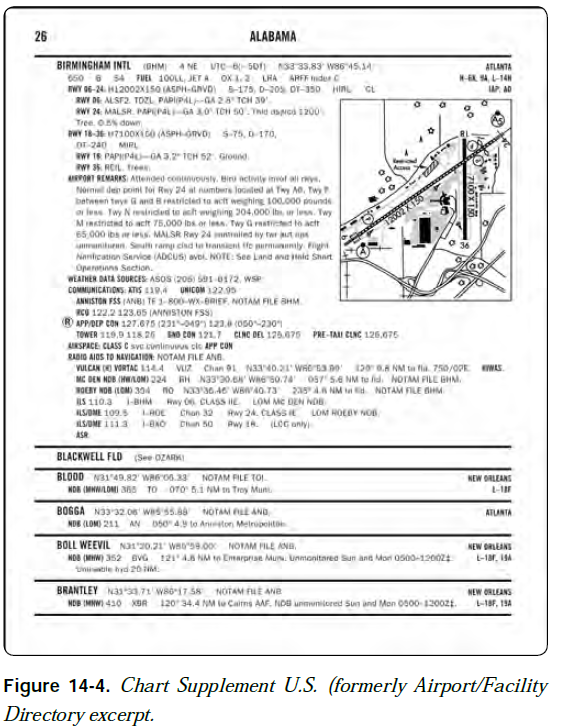 26
ALABAMA
BIRMINGHAM INTL (BHM) 4 NE UTC-6(-5DT) N33°33.83' W86°45.14' ATLANTA
650 B S4 FUEL 100LL, JET A OX 1, 2 LRA ARFF Index C H-6K, 9A, L-14H
RWY 06-24: H12002X150 (ASPH-GRVD) S-175, D-205, DT-350 HIRL CL IAP, AD
RWY 06: ALSF2. TDZL. PAPI(P4L)—GA 2.8° TCH 39'.
RWY 24: MALSR. PAPI(P4L)—GA 3.0° TCH 50'. Thld dsplcd 1200'.
Tree. 0.5% down.
RWY 18-36: H7100X150 (ASPH-GRVD) S-75, D-170,
DT-240 MIRL
RWY 18: PAPI(P4L)—GA 3.2° TCH 52'. Ground.
RWY 36: REIL. Trees.
AIRPORT REMARKS: Attended continuously. Bird activity invof all rwys.
Normal dep point for Rwy 24 at numbers located at Twy A0. Twy F
between twys G and B restricted to acft weighing 100,000 pounds
or less. Twy N restricted to acft weighing 204,000 lbs. or less. Twy
M restricted to acft 75,000 lbs or less. Twy G restricted to acft
65,000 lbs or less. MALSR Rwy 24 controlled by twr but ops
unmonitored. South ramp clsd to transient tfc permanently. Flight
Notification Service (ADCUS) avbl. NOTE: See Land and Hold Short
Operations Section.
WEATHER DATA SOURCES: ASOS (205) 591-6172. WSP.
COMMUNICATIONS: ATIS 119.4 UNICOM 122.95
ANNISTON FSS (ANB) TF 1-800-WX-BRIEF. NOTAM FILE BHM.
RCO 122.2 123.65 (ANNISTON FSS)
Ⓡ APP/DEP CON 127.675 (231°-049°) 123.8 (050°-230°)
TOWER 119.9 118.25 GND CON 121.7 CLNC DEL 125.675 PRE-TAXI CLNC 125.675
AIRSPACE: CLASS C svc continuous ctc APP CON
RADIO AIDS TO NAVIGATION: NOTAM FILE ANB.
VULCAN (H) VORTAC 114.4 VUZ Chan 91 N33°40.21' W86°53.99' 129° 9.8 NM to fld. 750/02E. HIWAS.
MC DEN NDB (HW/LOM) 224 BH N33°30.68' W86°50.74' 057° 5.6 NM to fld. NOTAM FILE BHM.
ROEBY NDB (LOM) 394 RO N33°36.46' W86°40.73' 235° 4.8 NM to fld. NOTAM FILE BHM.
ILS 110.3 I-BHM Rwy 06. CLASS IIE. LOM MC DEN NDB.
ILS/DME 109.5 I-ROE Chan 32 Rwy 24. CLASS IE. LOM ROEBY NDB.
ILS/DME 111.3 I-BXO Chan 50 Rwy 18. (LOC only).
ASR
Restricted Access
12002 X 150
7100 X 150
36
BLACKWELL FLD (See OZARK)
BLOOD N31°49.82' W86°06.33' NOTAM FILE TOI. NEW ORLEANS
NDB (MHW/LOM) 365 TO 070° 5.1 NM to Troy Muni. L-18F
BOGGA N33°32.06' W85°55.88' NOTAM FILE ANB. ATLANTA
NDB (LOM) 211 AN 050° 4.9 to Anniston Metropolitan.
BOLL WEEVIL N31°20.21' W85°59.00' NOTAM FILE ANB. NEW ORLEANS
NDB (MHW) 352 BVG 121° 4.8 NM to Enterprise Muni. Unmonitored Sun and Mon 0500-1200Z‡. L-18F, 19A
Unusable byd 20 NM.
BRANTLEY N31°33.71' W86°17.58' NOTAM FILE ANB NEW ORLEANS
NDB (MHW) 410 XBR 120° 34.4 NM to Cairns AAF. NDB unmonitored Sun and Mon 0500-1200Z‡. L-18F, 19A
Figure 14-4. Chart Supplement U.S. (formerly Airport/Facility
Directory excerpt.